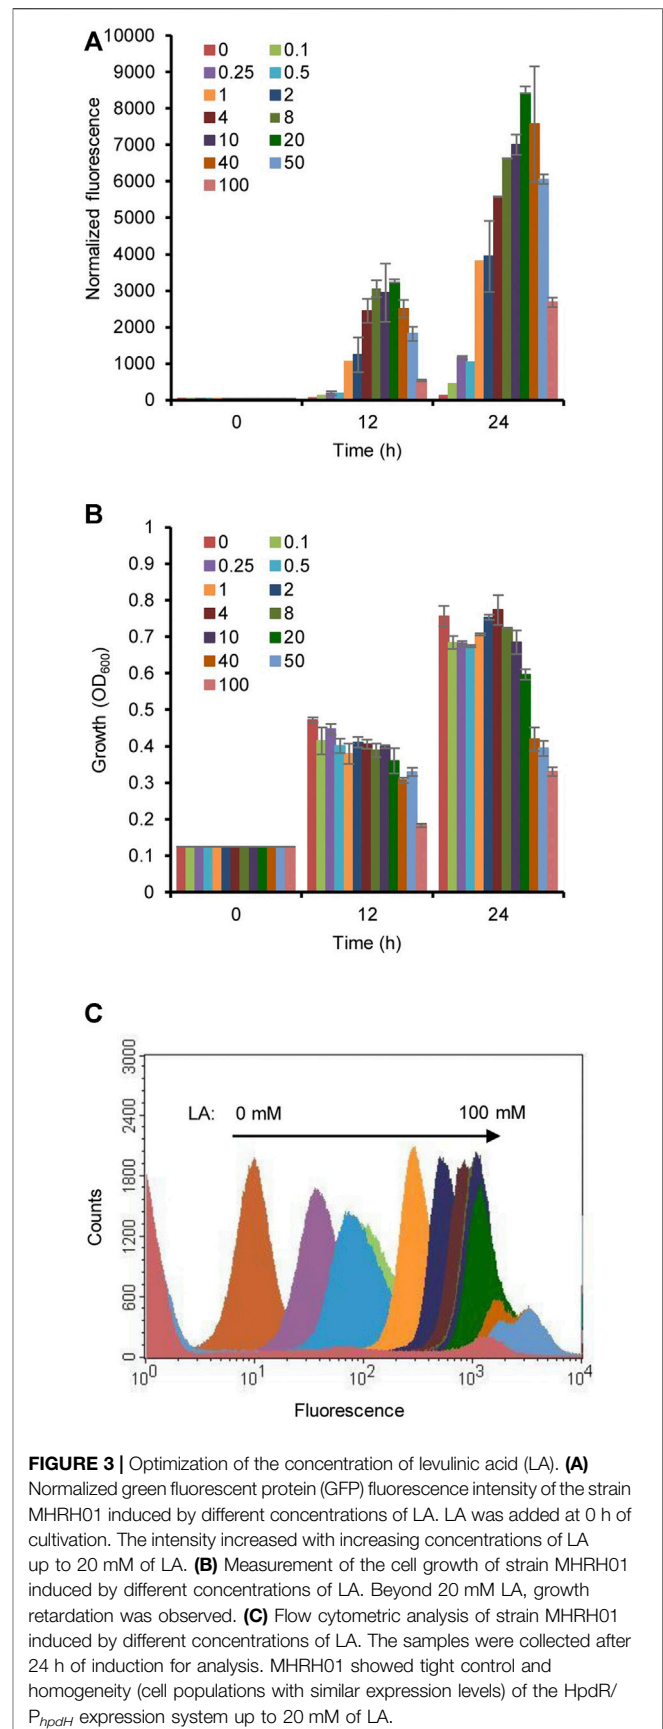 A
10000
9000
8000
7000
6000
5000
4000
3000
2000
1000
0
Normalized fluorescence
0 0.1
0.25 0.5
1 2
4 8
10 20
40 50
100
0 12 24
Time (h)
B
1
0.9
0.8
0.7
0.6
0.5
0.4
0.3
0.2
0.1
0
Growth (OD600)
0 0.1
0.25 0.5
1 2
4 8
10 20
40 50
100
0 12 24
Time (h)
C
3000
2400
1800
1200
600
0
Counts
LA: 0 mM 100 mM
10^0 10^1 10^2 10^3 10^4
Fluorescence
FIGURE 3 | Optimization of the concentration of levulinic acid (LA). (A)
Normalized green fluorescent protein (GFP) fluorescence intensity of the strain
MHRH01 induced by different concentrations of LA. LA was added at 0 h of
cultivation. The intensity increased with increasing concentrations of LA
up to 20 mM of LA. (B) Measurement of the cell growth of strain MHRH01
induced by different concentrations of LA. Beyond 20 mM LA, growth
retardation was observed. (C) Flow cytometric analysis of strain MHRH01
induced by different concentrations of LA. The samples were collected after
24 h of induction for analysis. MHRH01 showed tight control and
homogeneity (cell populations with similar expression levels) of the HpdR/
PhpdH expression system up to 20 mM of LA.